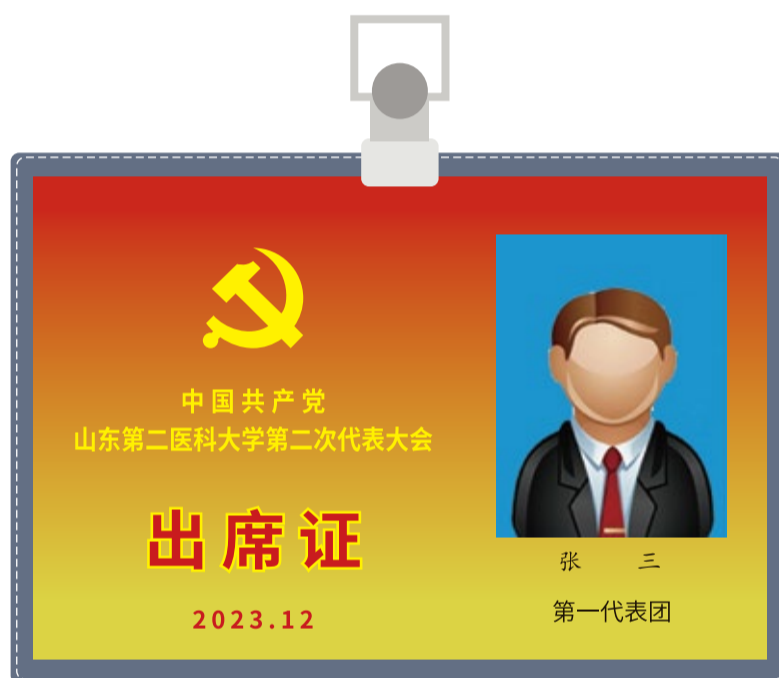 中国共产党
山东第二医科大学第二次代表大会
出席证
2023.12
张 三
第一代表团